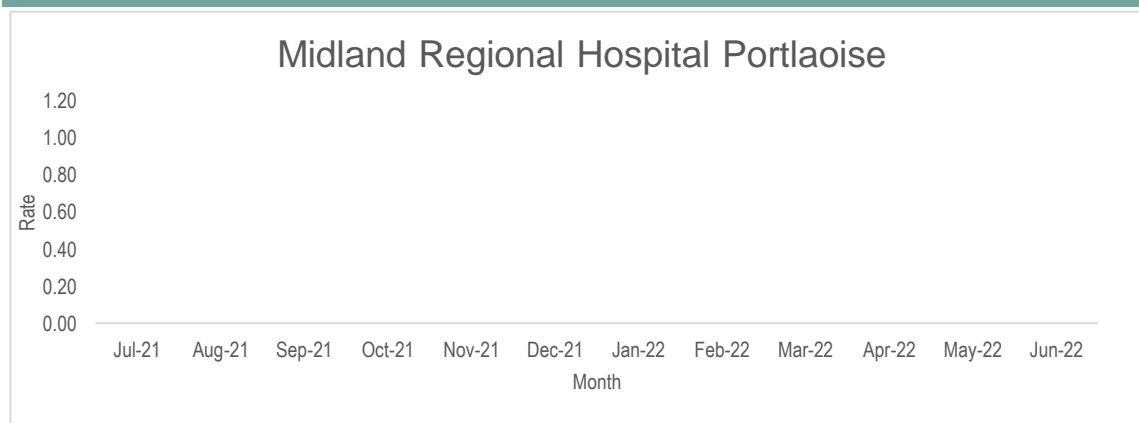 Midland Regional Hospital Portlaoise
1.20
1.00
0.80
0.60
0.40
0.20
0.00
Rate
Jul-21 Aug-21 Sep-21 Oct-21 Nov-21 Dec-21 Jan-22 Feb-22 Mar-22 Apr-22 May-22 Jun-22
Month